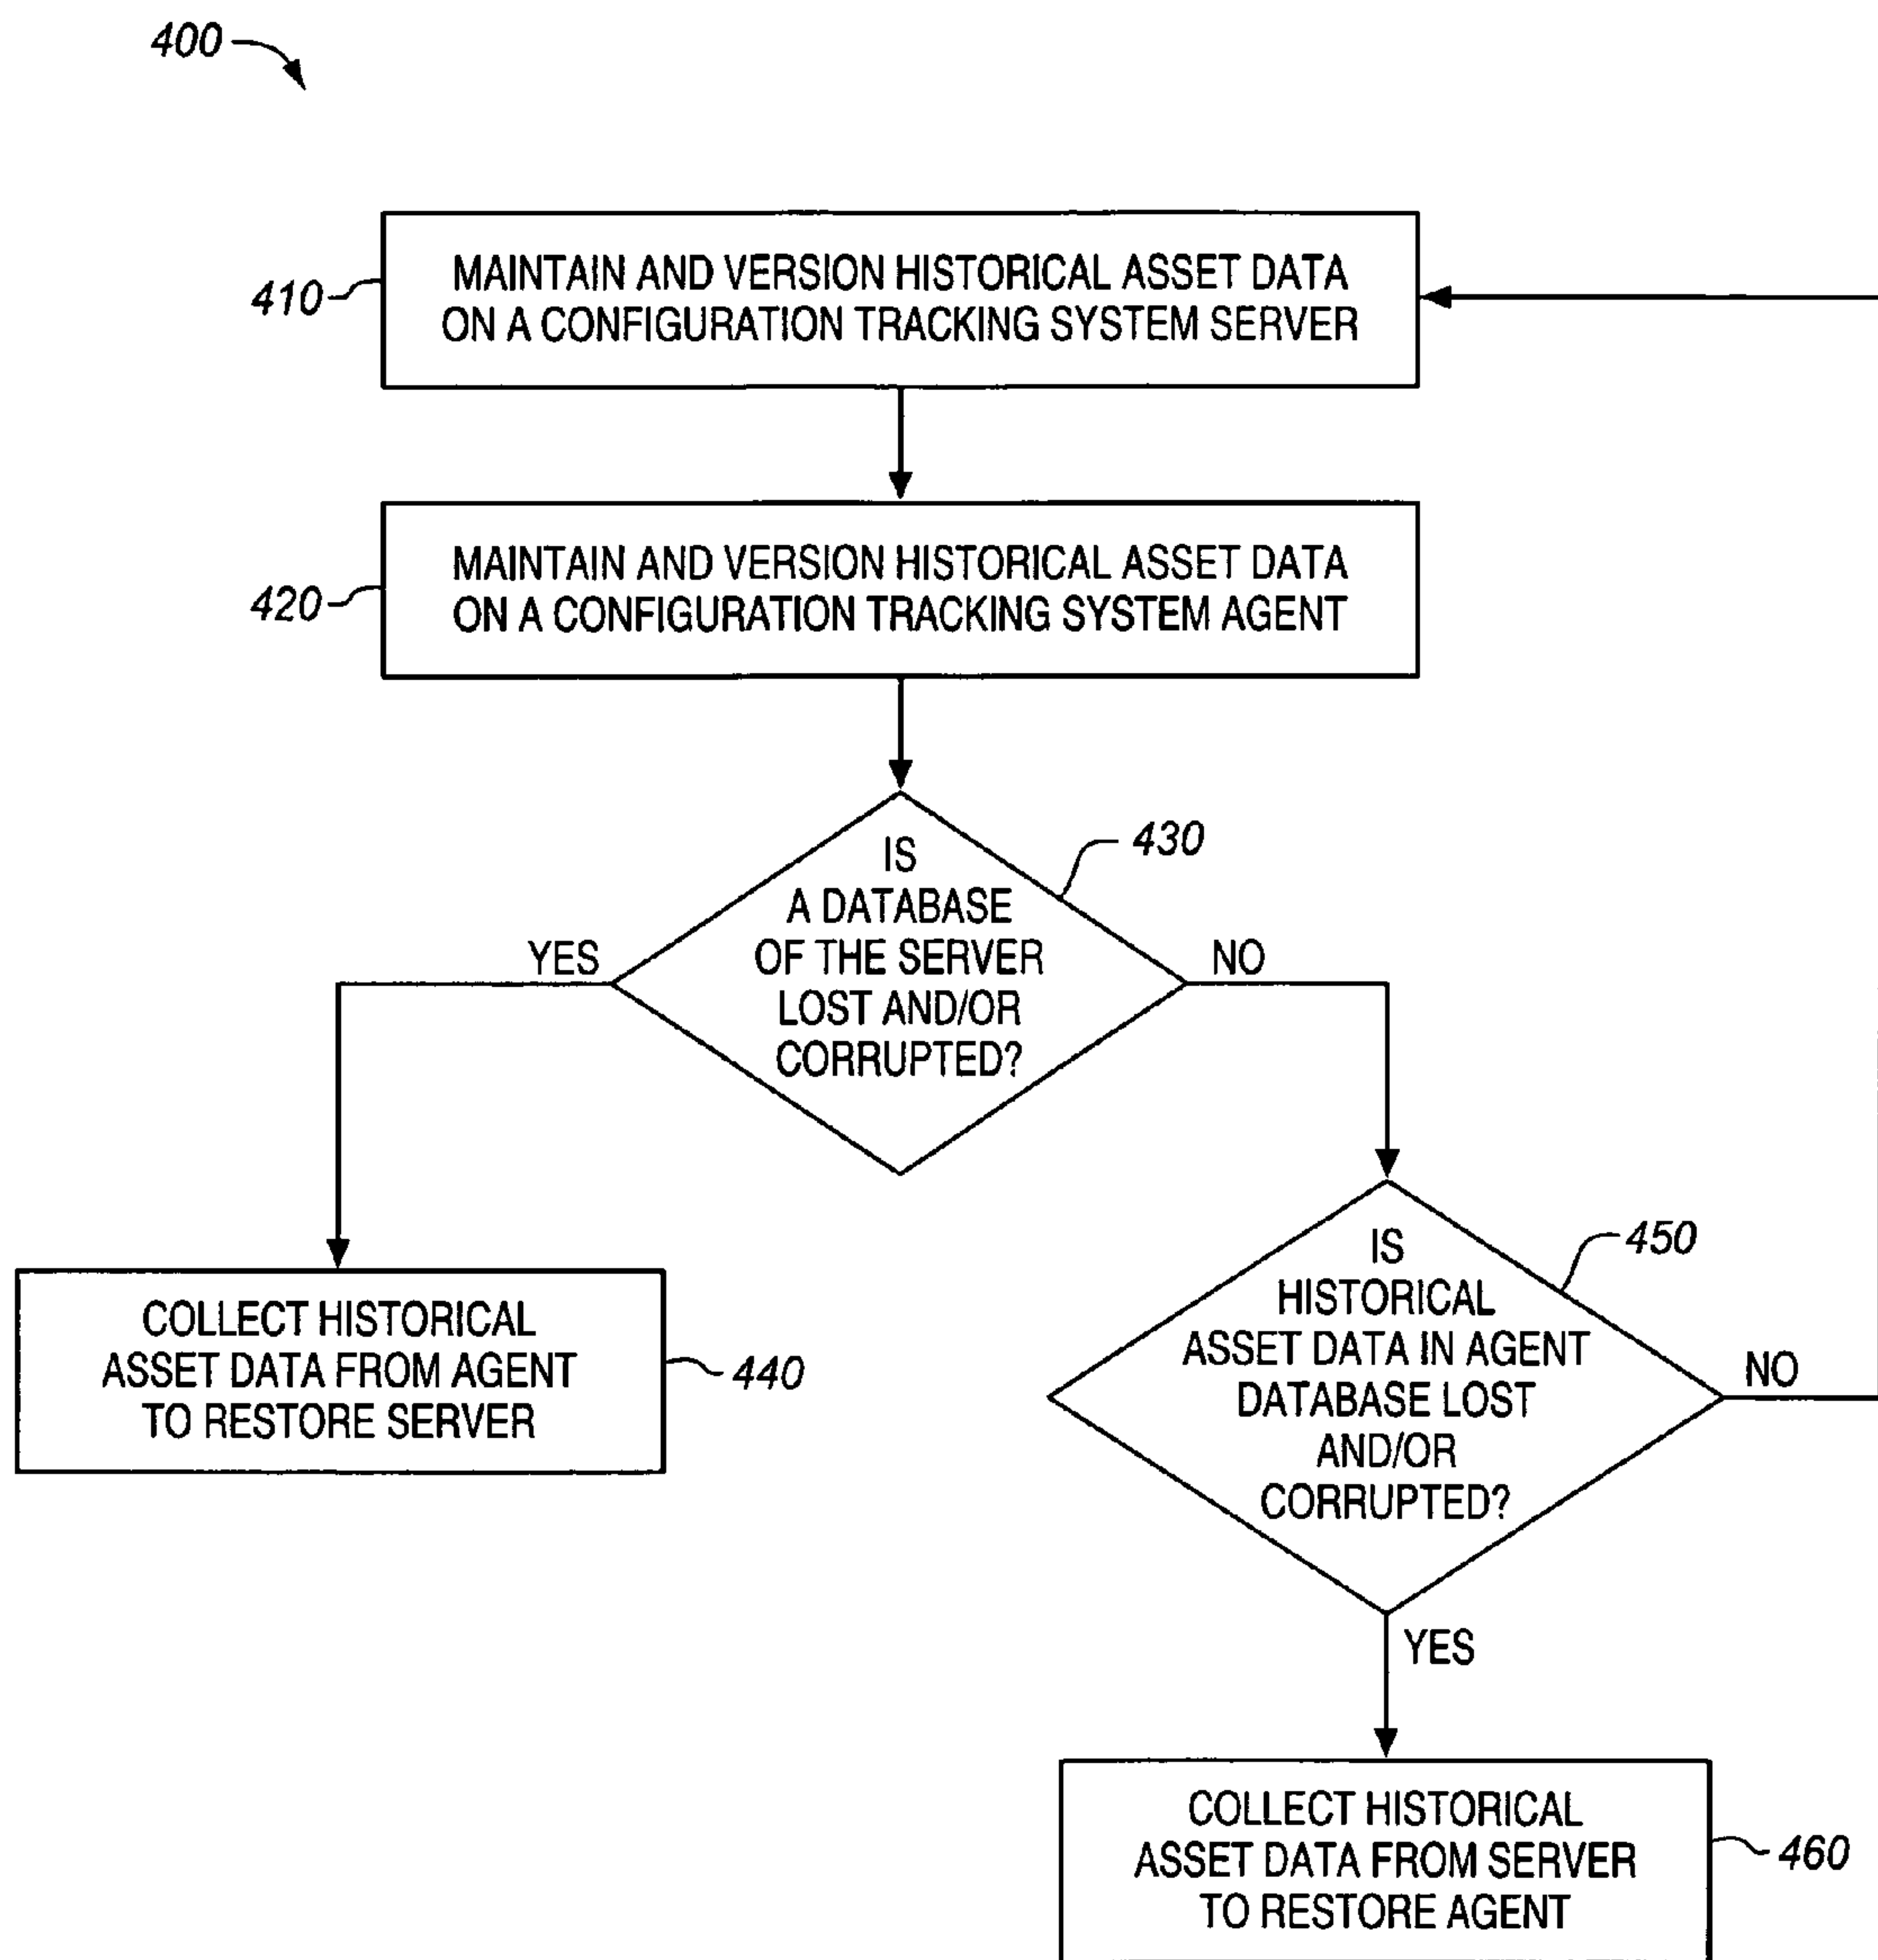 400
410
MAINTAIN AND VERSION HISTORICAL ASSET DATA
ON A CONFIGURATION TRACKING SYSTEM SERVER
420
MAINTAIN AND VERSION HISTORICAL ASSET DATA
ON A CONFIGURATION TRACKING SYSTEM AGENT
430
IS
A DATABASE
OF THE SERVER
LOST AND/OR
CORRUPTED?
YES
NO
COLLECT HISTORICAL
ASSET DATA FROM AGENT
TO RESTORE SERVER
440
450
IS
HISTORICAL
ASSET DATA IN AGENT
DATABASE LOST
AND/OR
CORRUPTED?
NO
YES
COLLECT HISTORICAL
ASSET DATA FROM SERVER
TO RESTORE AGENT
460